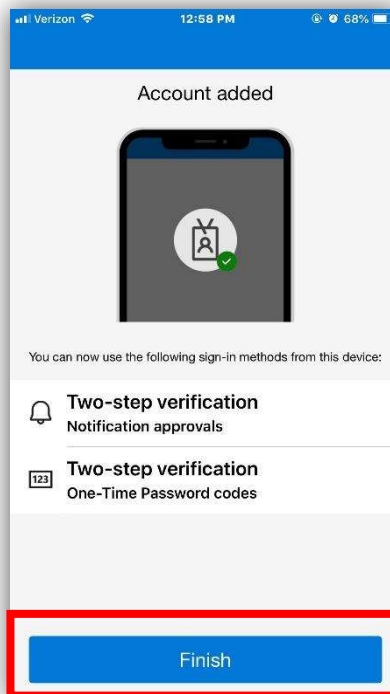 Verizon 12:58 PM 68%
Account added
You can now use the following sign-in methods from this device:
Two-step verification
Notification approvals
123 Two-step verification
One-Time Password codes
Finish